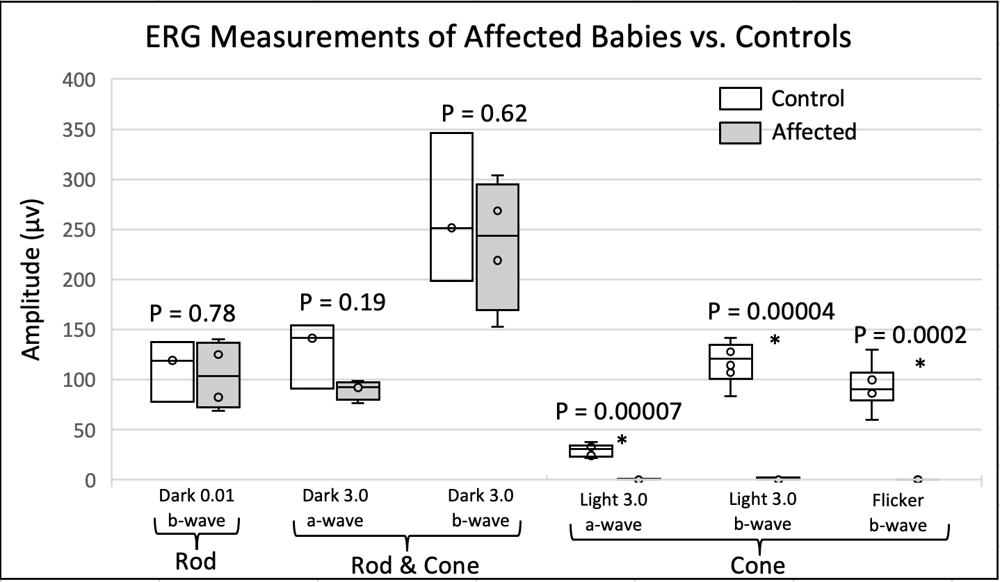 ERG Measurements of Affected Babies vs. Controls
Amplitude (µv)
400
350
300
250
200
150
100
50
0
Control
Affected
P = 0.78
P = 0.19
P = 0.62
P = 0.00007
*
P = 0.00004
*
P = 0.0002
*
Dark 0.01
b-wave
Dark 3.0
a-wave
Dark 3.0
b-wave
Light 3.0
a-wave
Light 3.0
b-wave
Flicker
b-wave
Rod
Rod & Cone
Cone